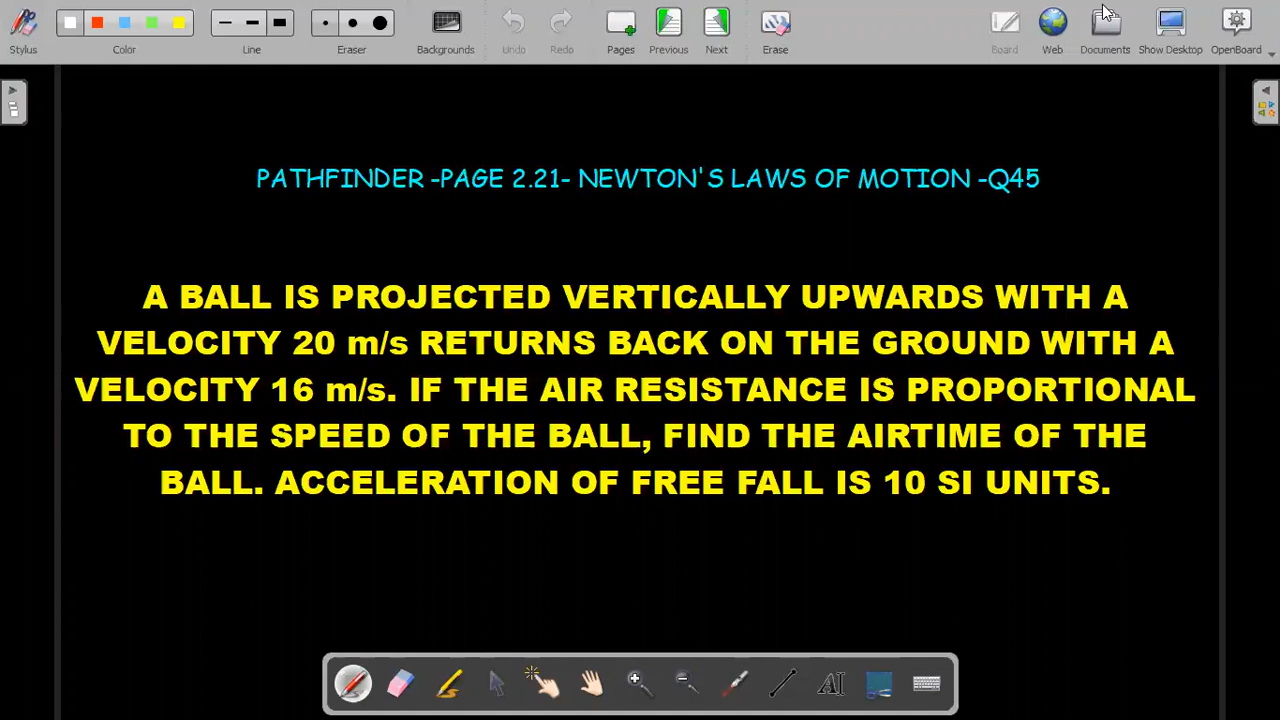 Stylus Color Line Eraser Backgrounds Undo Redo Pages Previous Next Erase Board Web Documents Show Desktop OpenBoard
PATHFINDER -PAGE 2.21- NEWTON'S LAWS OF MOTION -Q45
A BALL IS PROJECTED VERTICALLY UPWARDS WITH A
VELOCITY 20 m/s RETURNS BACK ON THE GROUND WITH A
VELOCITY 16 m/s. IF THE AIR RESISTANCE IS PROPORTIONAL
TO THE SPEED OF THE BALL, FIND THE AIRTIME OF THE
BALL. ACCELERATION OF FREE FALL IS 10 SI UNITS.
AI